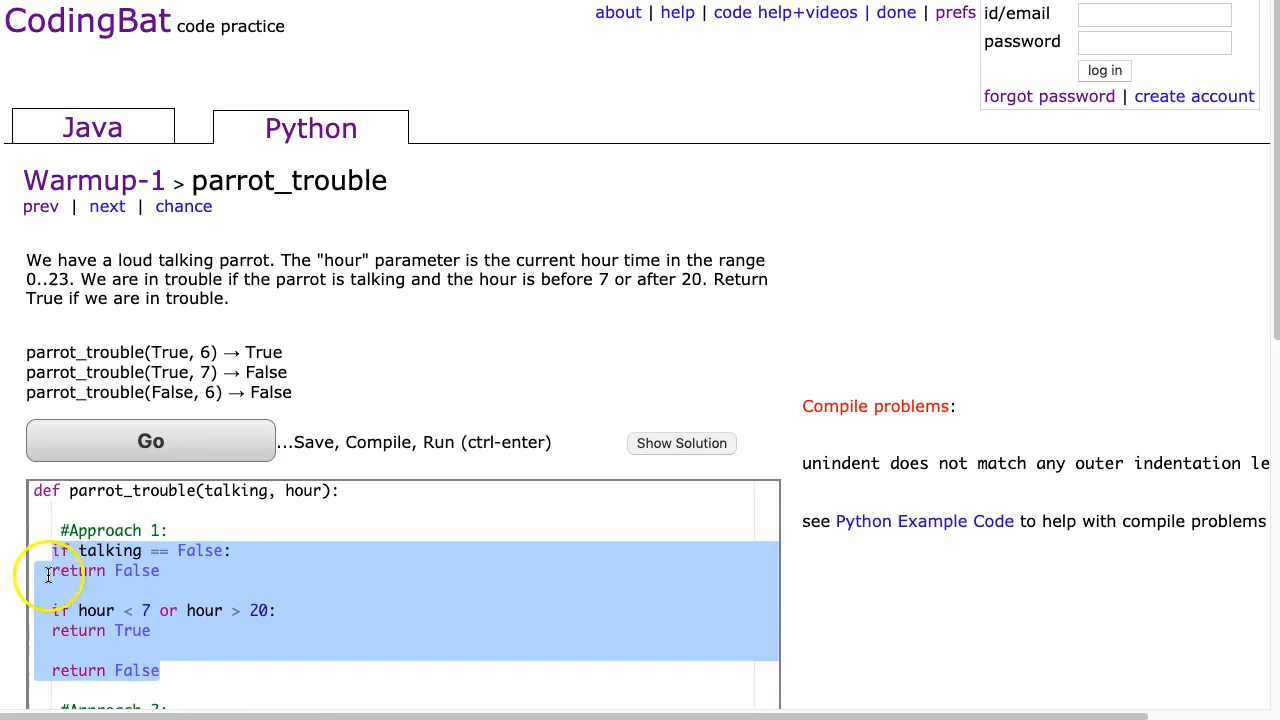 CodingBat code practice
about | help | code help+videos | done | prefs
id/email
password
log in
forgot password | create account
Java
Python
Warmup-1 > parrot_trouble
prev | next | chance
We have a loud talking parrot. The "hour" parameter is the current hour time in the range
0..23. We are in trouble if the parrot is talking and the hour is before 7 or after 20. Return
True if we are in trouble.
parrot_trouble(True, 6) → True
parrot_trouble(True, 7) → False
parrot_trouble(False, 6) → False
Go ...Save, Compile, Run (ctrl-enter) Show Solution
def parrot_trouble(talking, hour):
#Approach 1:
if talking == False:
return False
if hour < 7 or hour > 20:
return True
return False
#Approach
Compile problems:
unindent does not match any outer indentation le
see Python Example Code to help with compile problems